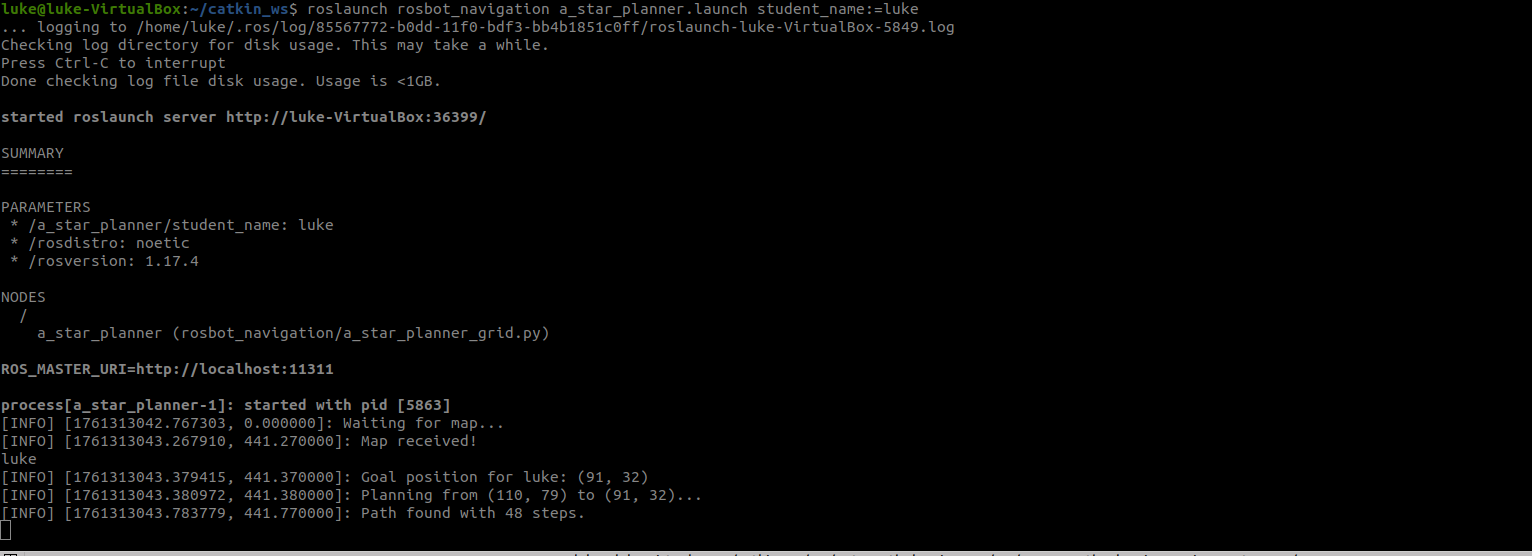 luke@luke-VirtualBox:~/catkin_ws$ roslaunch rosbot_navigation a_star_planner.launch student_name:=luke
... logging to /home/luke/.ros/log/85567772-b0dd-11f0-bdf3-bb4b1851c0ff/roslaunch-luke-VirtualBox-5849.log
Checking log directory for disk usage. This may take a while.
Press Ctrl-C to interrupt
Done checking log file disk usage. Usage is <1GB.
started roslaunch server http://luke-VirtualBox:36399/
SUMMARY
========
PARAMETERS
 * /a_star_planner/student_name: luke
 * /rosdistro: noetic
 * /rosversion: 1.17.4
NODES
  /
    a_star_planner (rosbot_navigation/a_star_planner_grid.py)
ROS_MASTER_URI=http://localhost:11311
process[a_star_planner-1]: started with pid [5863]
[INFO] [1761313042.767303, 0.000000]: Waiting for map...
[INFO] [1761313043.267910, 441.270000]: Map received!
luke
[INFO] [1761313043.379415, 441.370000]: Goal position for luke: (91, 32)
[INFO] [1761313043.380972, 441.380000]: Planning from (110, 79) to (91, 32)...
[INFO] [1761313043.783779, 441.770000]: Path found with 48 steps.